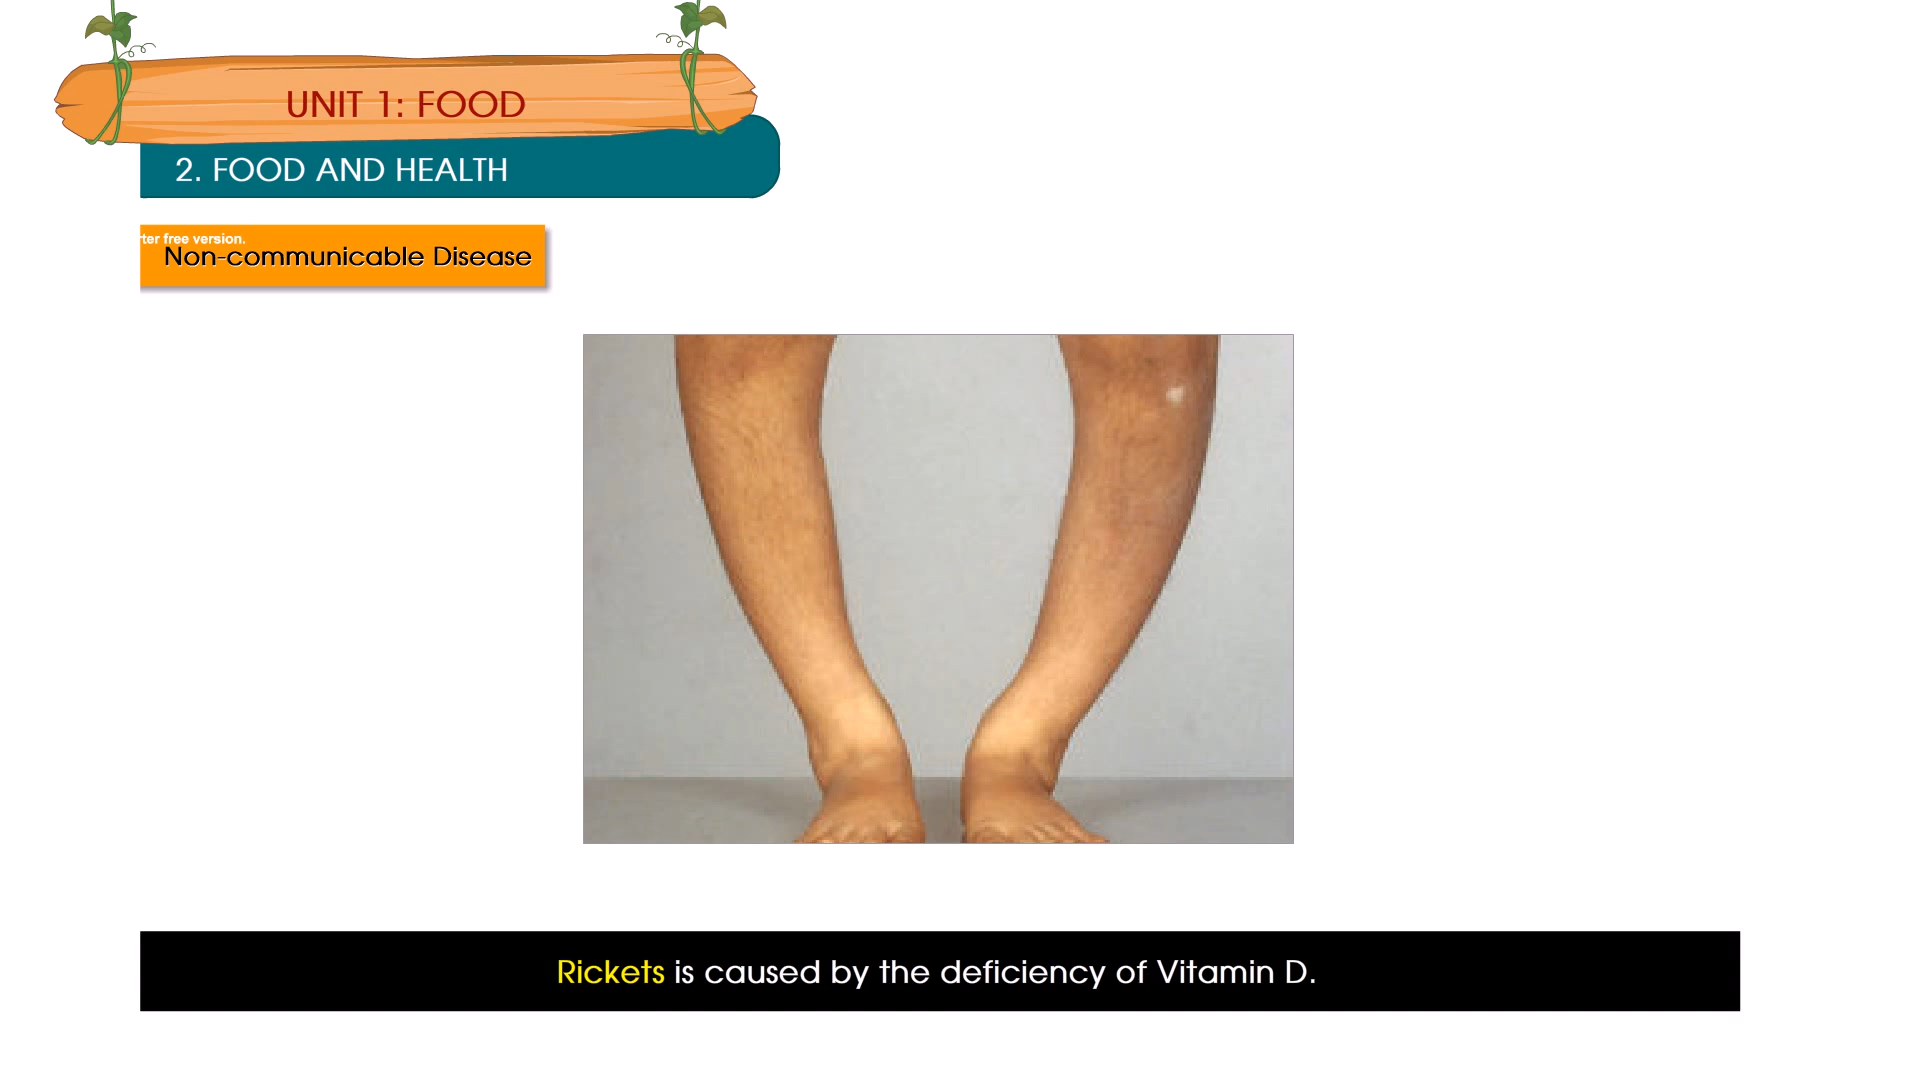 UNIT 1: FOOD
2. FOOD AND HEALTH
rter free version.
Non-communicable Disease
Rickets is caused by the deficiency of Vitamin D.